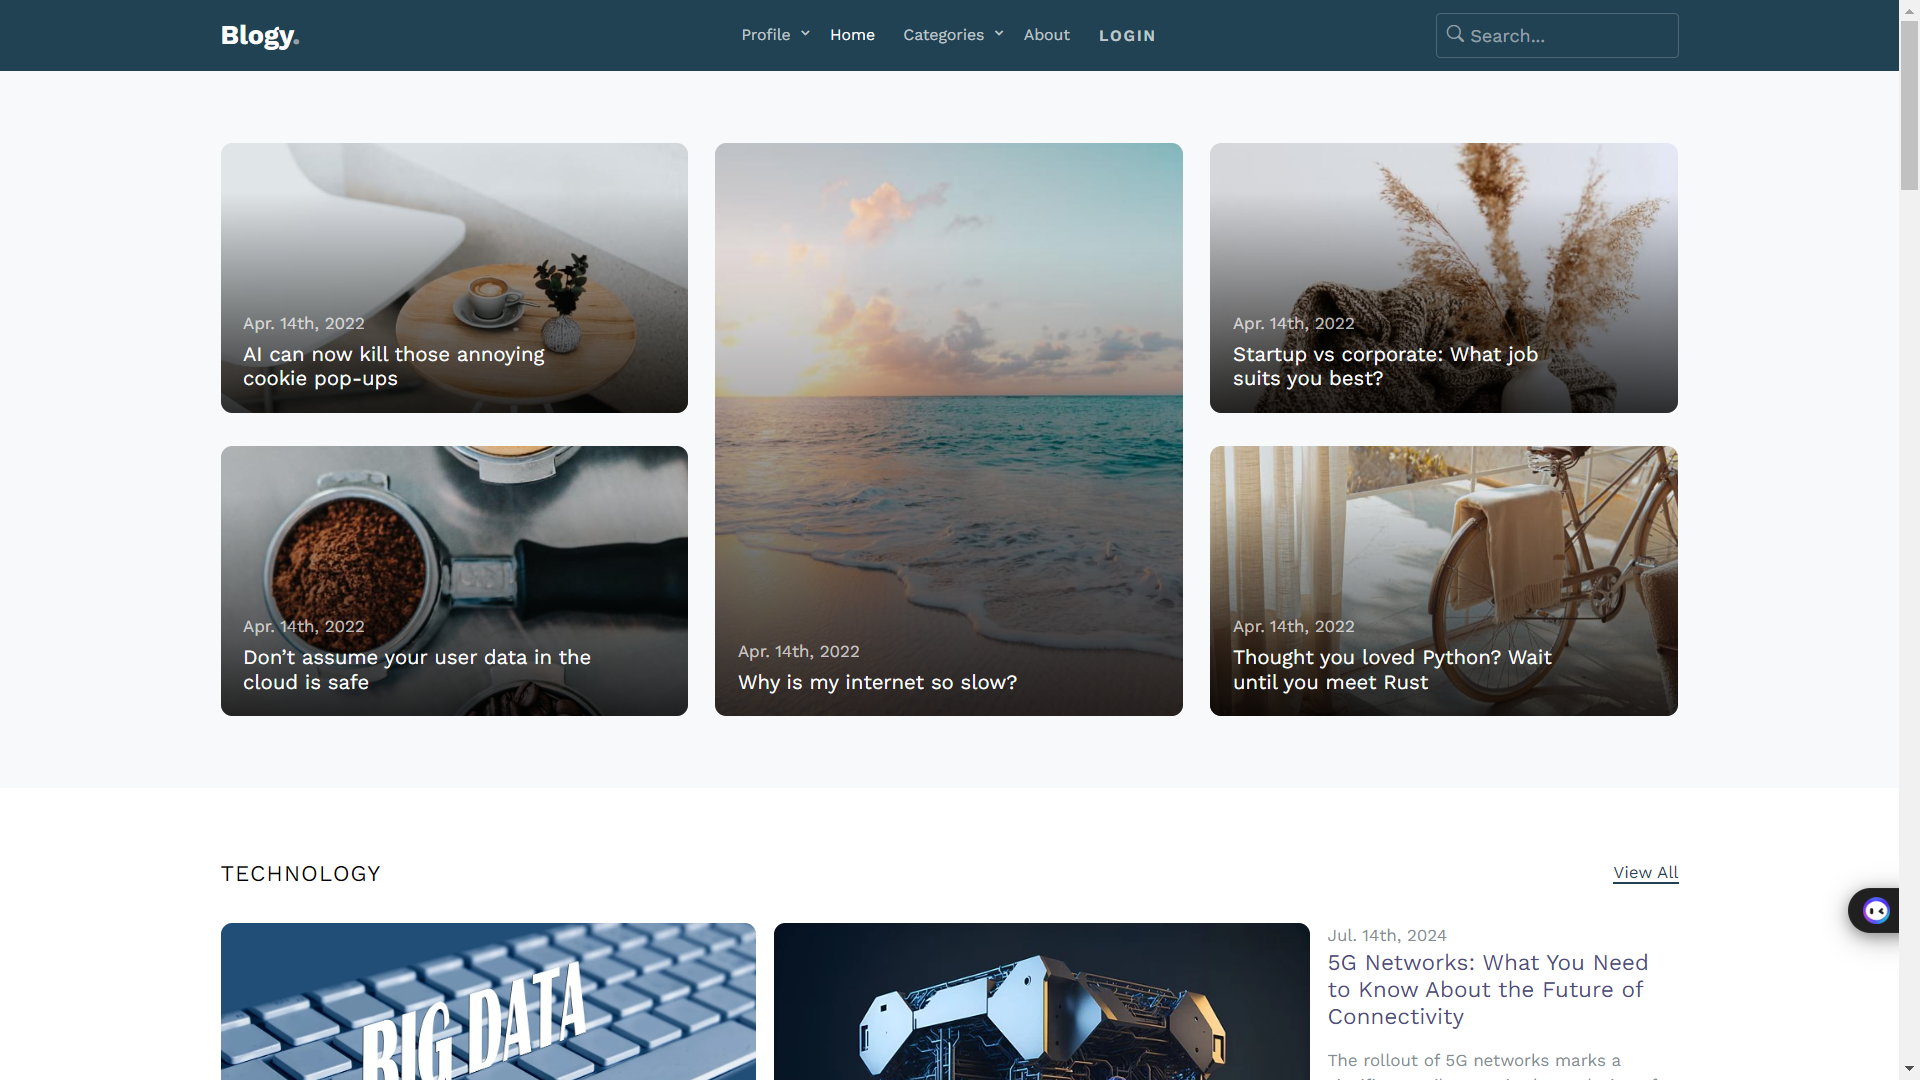 Blogy.
Profile
Home
Categories
About
LOGIN
Search...
Apr. 14th, 2022
AI can now kill those annoying
cookie pop-ups
Apr. 14th, 2022
Don’t assume your user data in the
cloud is safe
Apr. 14th, 2022
Why is my internet so slow?
Apr. 14th, 2022
Startup vs corporate: What job
suits you best?
Apr. 14th, 2022
Thought you loved Python? Wait
until you meet Rust
TECHNOLOGY
View All
BIG DATA
Jul. 14th, 2024
5G Networks: What You Need
to Know About the Future of
Connectivity
The rollout of 5G networks marks a